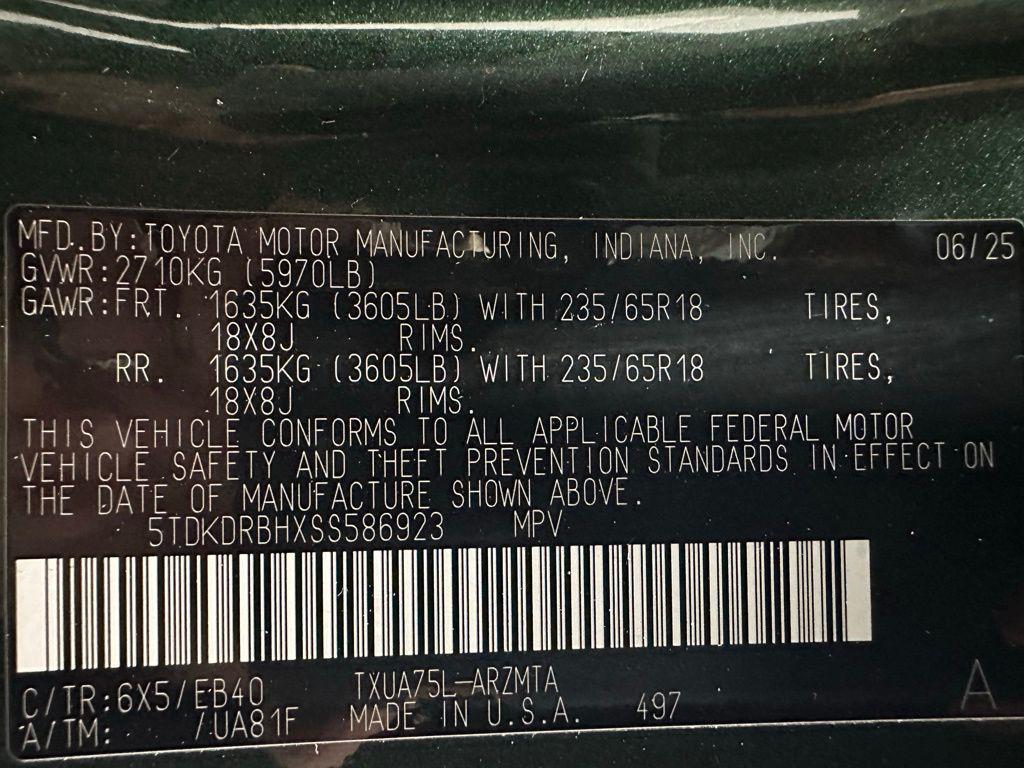 MFD. BY: TOYOTA MOTOR MANUFACTURING, INDIANA, INC. 06/25
GVWR: 2710KG (5970LB)
GAWR: FRT. 1635KG (3605LB) WITH 235/65R18 TIRES,
18X8J RIMS.
RR. 1635KG (3605LB) WITH 235/65R18 TIRES,
18X8J RIMS.
THIS VEHICLE CONFORMS TO ALL APPLICABLE FEDERAL MOTOR
VEHICLE SAFETY AND THEFT PREVENTION STANDARDS IN EFFECT ON
THE DATE OF MANUFACTURE SHOWN ABOVE.
5TDKDRBHXSS586923 MPV
C/TR: 6X5/EB40 TXUA75L-ARZMTA A
A/TM: /UA81F MADE IN U.S.A. 497